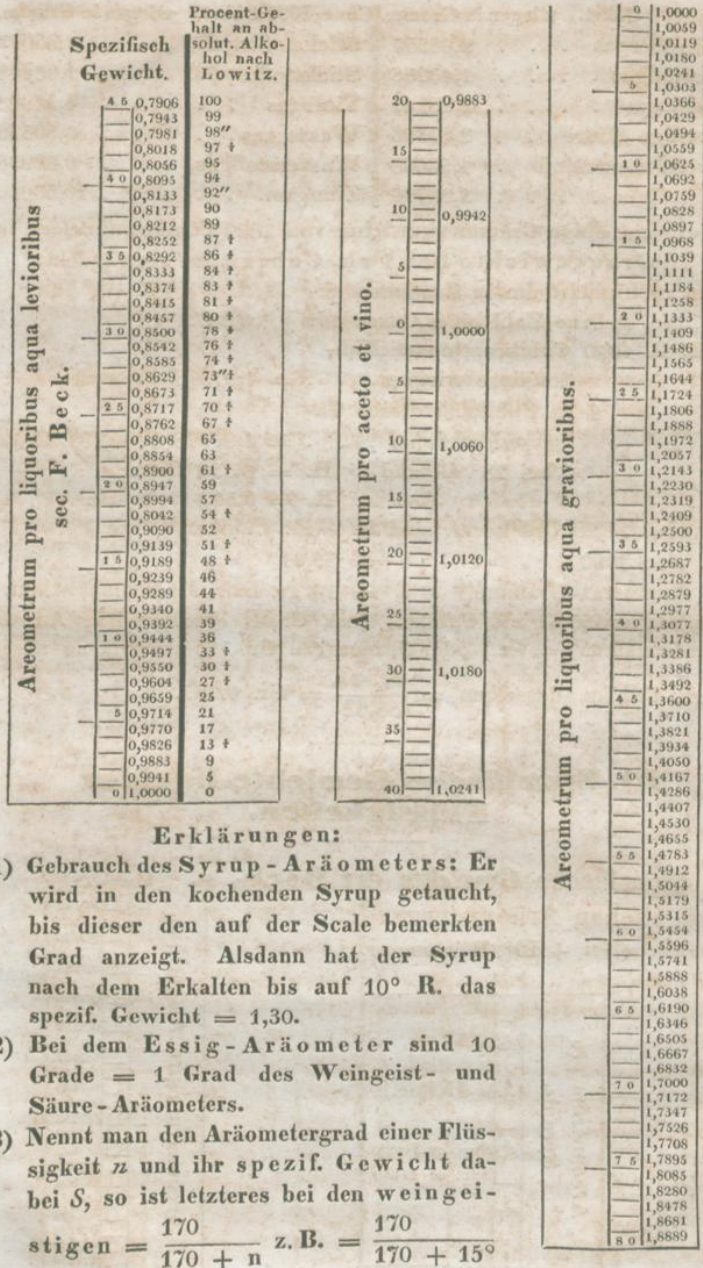 Areometrum pro liquoribus aqua levioribus
sec. F. Beck.
Spezifisch
Gewicht.
Procent-Ge-
halt an ab-
solut. Alko-
hol nach
Lowitz.
45 0,7906 100
0,7943 99
0,7981 98″
0,8018 97 †
0,8056 95
40 0,8095 94
0,8133 92″
0,8173 90
0,8212 89
0,8252 87 †
35 0,8292 86 †
0,8333 84 †
0,8374 83 †
0,8415 81 †
0,8457 80 †
30 0,8500 78 †
0,8542 76 †
0,8585 74 †
0,8629 73″†
0,8673 71 †
25 0,8717 70 †
0,8762 67 †
0,8808 65
0,8854 63
0,8900 61 †
20 0,8947 59
0,8994 57
0,8042 54 †
0,9090 52
0,9139 51 †
15 0,9189 48 †
0,9239 46
0,9289 44
0,9340 41
0,9392 39
10 0,9444 36
0,9497 33 †
0,9550 30 †
0,9604 27 †
0,9659 25
5 0,9714 21
0,9770 17
0,9826 13 †
0,9883 9
0,9941 5
0 1,0000 0
Areometrum pro aceto et vino.
20 0,9883
15
10 0,9942
5
0 1,0000
5
10 1,0060
15
20 1,0120
25
30 1,0180
35
40 1,0241
Areometrum pro liquoribus aqua gravioribus.
0 1,0000
1,0059
1,0119
1,0180
1,0241
5 1,0303
1,0366
1,0429
1,0494
1,0559
10 1,0625
1,0692
1,0759
1,0828
1,0897
15 1,0968
1,1039
1,1111
1,1184
1,1258
20 1,1333
1,1409
1,1486
1,1565
1,1644
25 1,1724
1,1806
1,1888
1,1972
1,2057
30 1,2143
1,2230
1,2319
1,2409
1,2500
35 1,2593
1,2687
1,2782
1,2879
1,2977
40 1,3077
1,3178
1,3281
1,3386
1,3492
45 1,3600
1,3710
1,3821
1,3934
1,4050
50 1,4167
1,4286
1,4407
1,4530
1,4655
55 1,4783
1,4912
1,5044
1,5179
1,5315
60 1,5454
1,5596
1,5741
1,5888
1,6038
65 1,6190
1,6346
1,6505
1,6667
1,6832
70 1,7000
1,7172
1,7347
1,7526
1,7708
75 1,7895
1,8085
1,8280
1,8478
1,8681
80 1,8889
Erklärungen:
) Gebrauch des Syrup-Aräometers: Er
wird in den kochenden Syrup getaucht,
bis dieser den auf der Scale bemerkten
Grad anzeigt. Alsdann hat der Syrup
nach dem Erkalten bis auf 10° R. das
spezif. Gewicht = 1,30.
2) Bei dem Essig-Aräometer sind 10
Grade = 1 Grad des Weingeist- und
Säure-Aräometers.
3) Nennt man den Aräometergrad einer Flüs-
sigkeit n und ihr spezif. Gewicht da-
bei S, so ist letzteres bei den weingei-
stigen = 170 / 170 + n z. B. = 170 / 170 + 15°